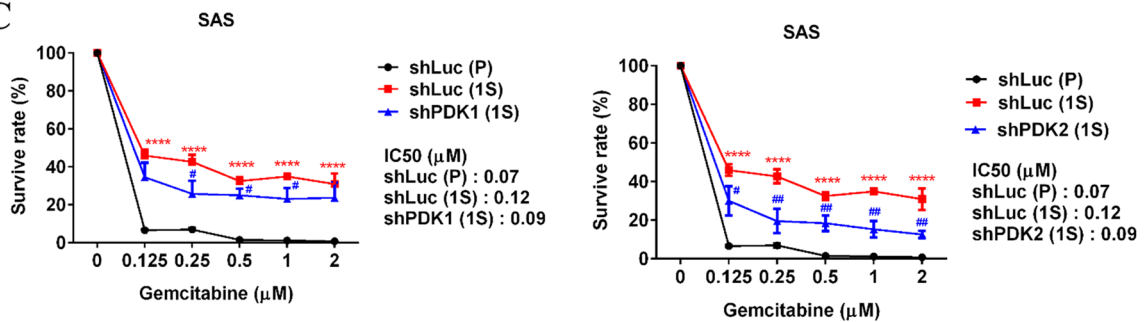 C
SAS
Survive rate (%)
100
80
60
40
20
0
0 0.125 0.25 0.5 1 2
Gemcitabine (μM)
**** **** **** **** ****
# # #
shLuc (P)
shLuc (1S)
shPDK1 (1S)
IC50 (μM)
shLuc (P) : 0.07
shLuc (1S) : 0.12
shPDK1 (1S) : 0.09
SAS
Survive rate (%)
100
80
60
40
20
0
0 0.125 0.25 0.5 1 2
Gemcitabine (μM)
**** **** **** **** ****
# ## ## ## ##
shLuc (P)
shLuc (1S)
shPDK2 (1S)
IC50 (μM)
shLuc (P) : 0.07
shLuc (1S) : 0.12
shPDK2 (1S) : 0.09